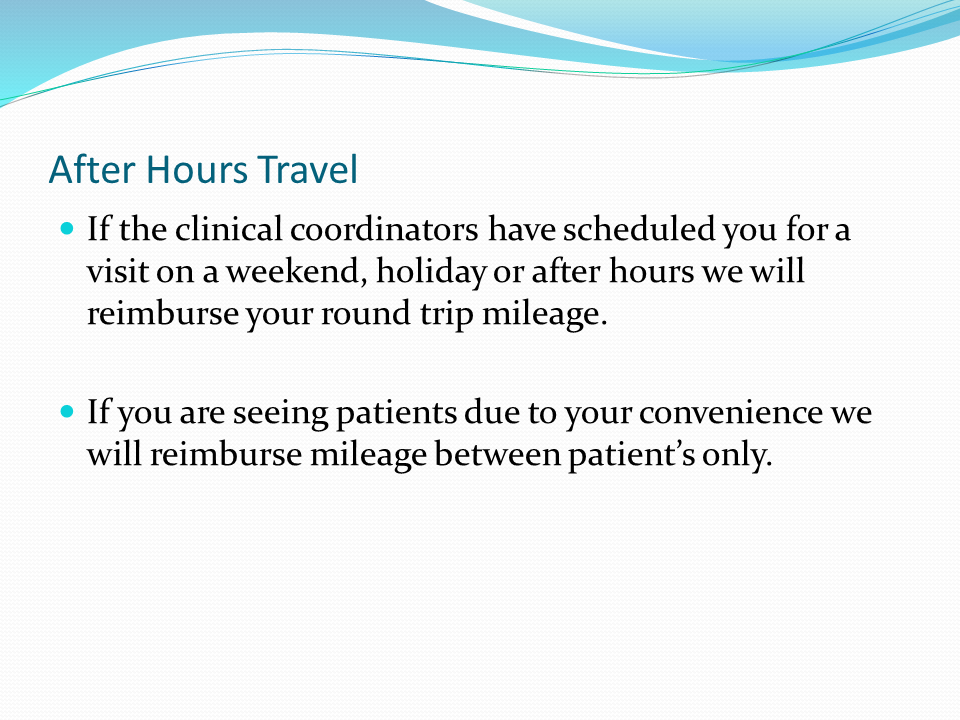 After Hours Travel
If the clinical coordinators have scheduled you for a
visit on a weekend, holiday or after hours we will
reimburse your round trip mileage.
If you are seeing patients due to your convenience we
will reimburse mileage between patient’s only.